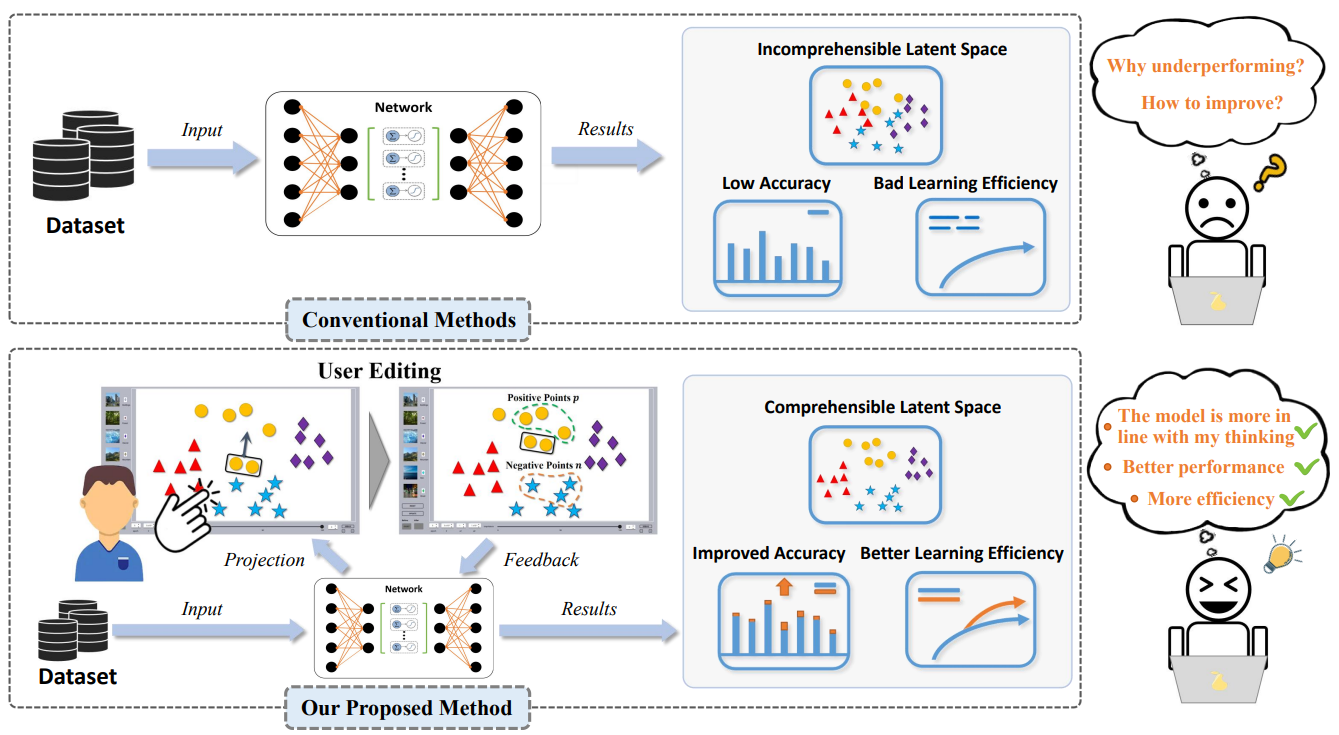 Incomprehensible Latent Space
Why underperforming?
How to improve?
Network
Input
Results
Σ
Σ
Σ
Low Accuracy
Bad Learning Efficiency
Dataset
?
Conventional Methods
User Editing
Positive Points p
Negative Points n
Comprehensible Latent Space
The model is more in
line with my thinking
Better performance
More efficiency
Projection
Feedback
Improved Accuracy
Better Learning Efficiency
Network
Input
Results
Σ
Σ
Σ
Dataset
Our Proposed Method